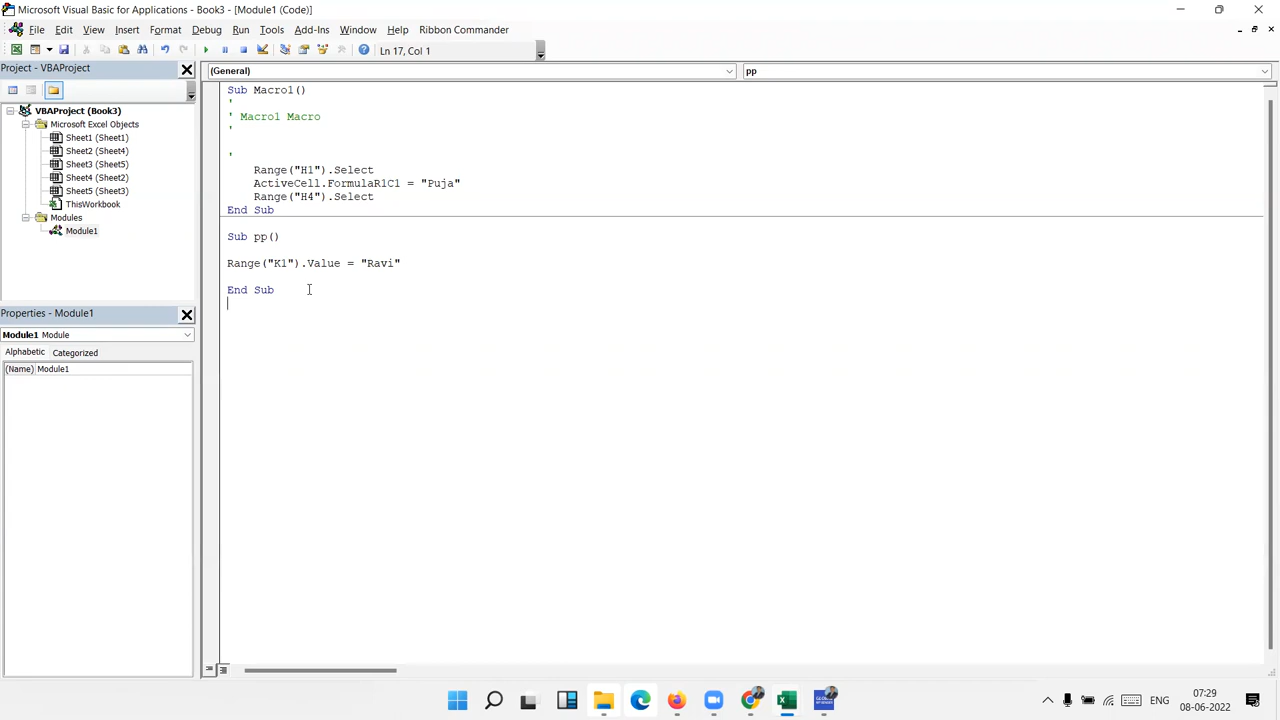 Microsoft Visual Basic for Applications - Book3 - [Module1 (Code)]
File Edit View Insert Format Debug Run Tools Add-Ins Window Help Ribbon Commander
Ln 17, Col 1
Project - VBAProject
(General)
pp
VBAProject (Book3)
Microsoft Excel Objects
Sheet1 (Sheet1)
Sheet2 (Sheet4)
Sheet3 (Sheet5)
Sheet4 (Sheet2)
Sheet5 (Sheet3)
ThisWorkbook
Modules
Module1
Sub Macro1()
'
' Macro1 Macro
'
'
Range("H1").Select
ActiveCell.FormulaR1C1 = "Puja"
Range("H4").Select
End Sub
Sub pp()
Range("K1").Value = "Ravi"
End Sub
Properties - Module1
Module1 Module
Alphabetic Categorized
(Name) Module1
ENG
07:29
08-06-2022